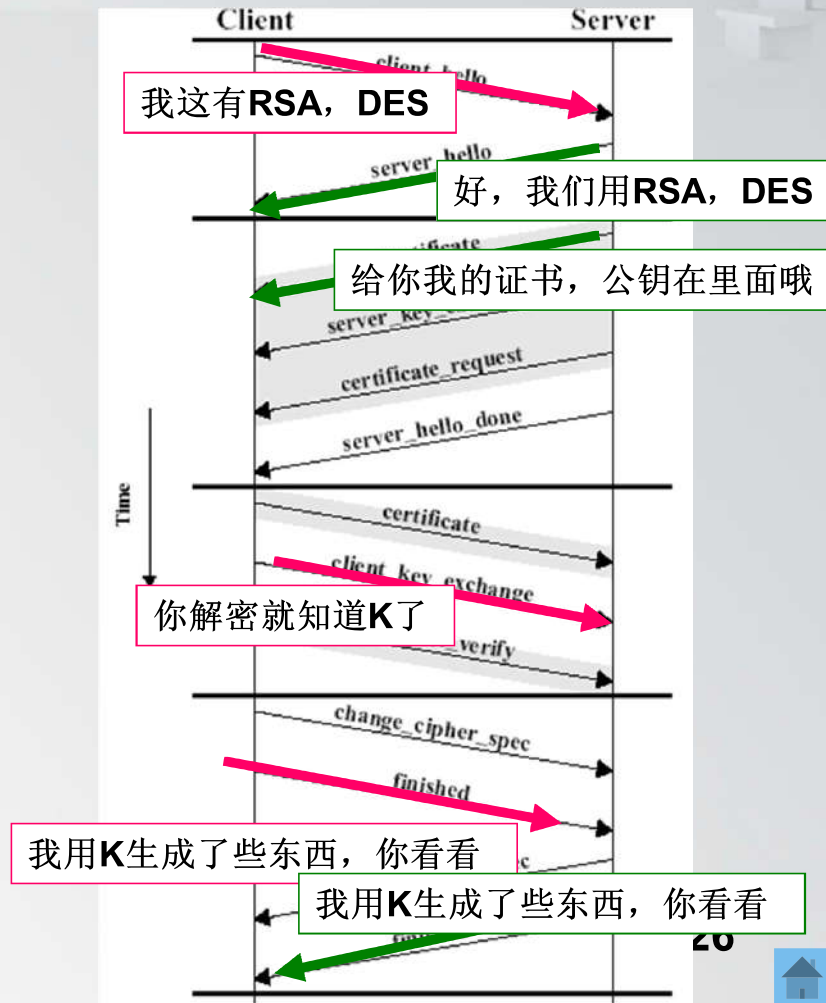 Client Server
client_hello
我这有RSA，DES
server_hello
好，我们用RSA，DES
给你我的证书，公钥在里面哦
certificate_request
server_hello_done
Time
certificate
client_key_exchange
你解密就知道K了
_verify
change_cipher_spec
finished
我用K生成了些东西，你看看
我用K生成了些东西，你看看
26